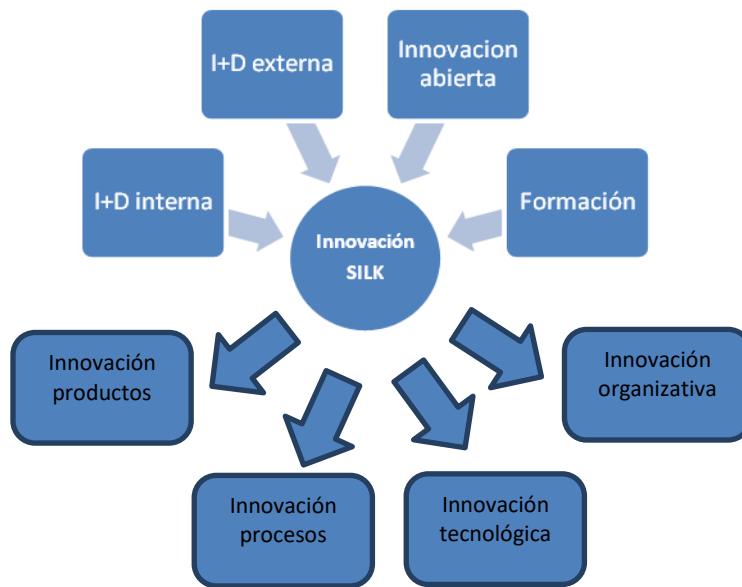 I+D externa
Innovacion
abierta
I+D interna
Formación
Innovación
SILK
Innovación
productos
Innovación
organizativa
Innovación
procesos
Innovación
tecnológica